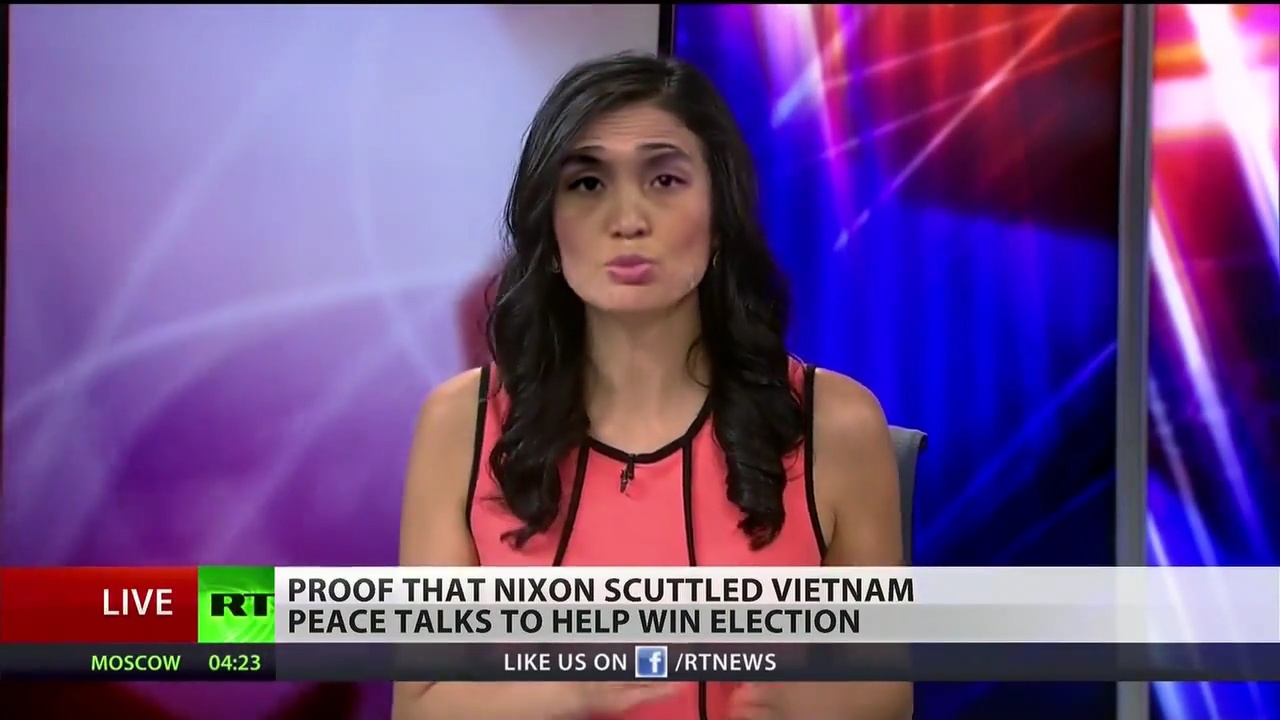 LIVE
RT
PROOF THAT NIXON SCUTTLED VIETNAM
PEACE TALKS TO HELP WIN ELECTION
MOSCOW 04:23
LIKE US ON f /RTNEWS